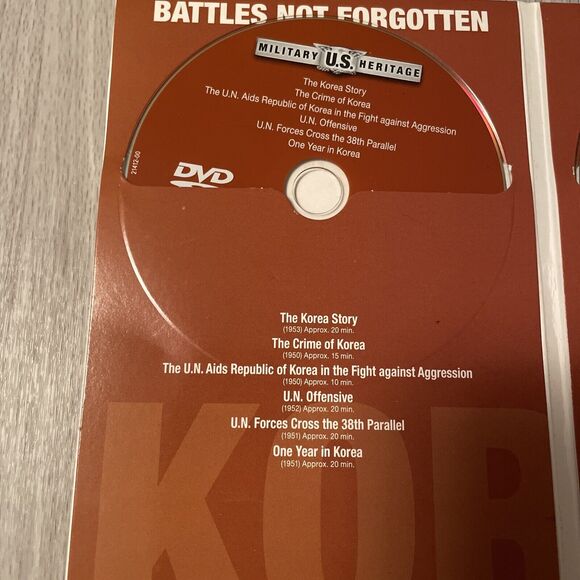 BATTLES NOT FORGOTTEN
MILITARY U.S. HERITAGE
The Korea Story
The Crime of Korea
The U.N. Aids Republic of Korea in the Fight against Aggression
U.N. Offensive
U.N. Forces Cross the 38th Parallel
One Year in Korea
21412-00
DVD
The Korea Story
(1953) Approx. 20 min.
The Crime of Korea
(1950) Approx. 15 min.
The U.N. Aids Republic of Korea in the Fight against Aggression
(1950) Approx. 10 min.
U.N. Offensive
(1952) Approx. 20 min.
U.N. Forces Cross the 38th Parallel
(1951) Approx. 20 min.
One Year in Korea
(1951) Approx. 20 min.
KOR